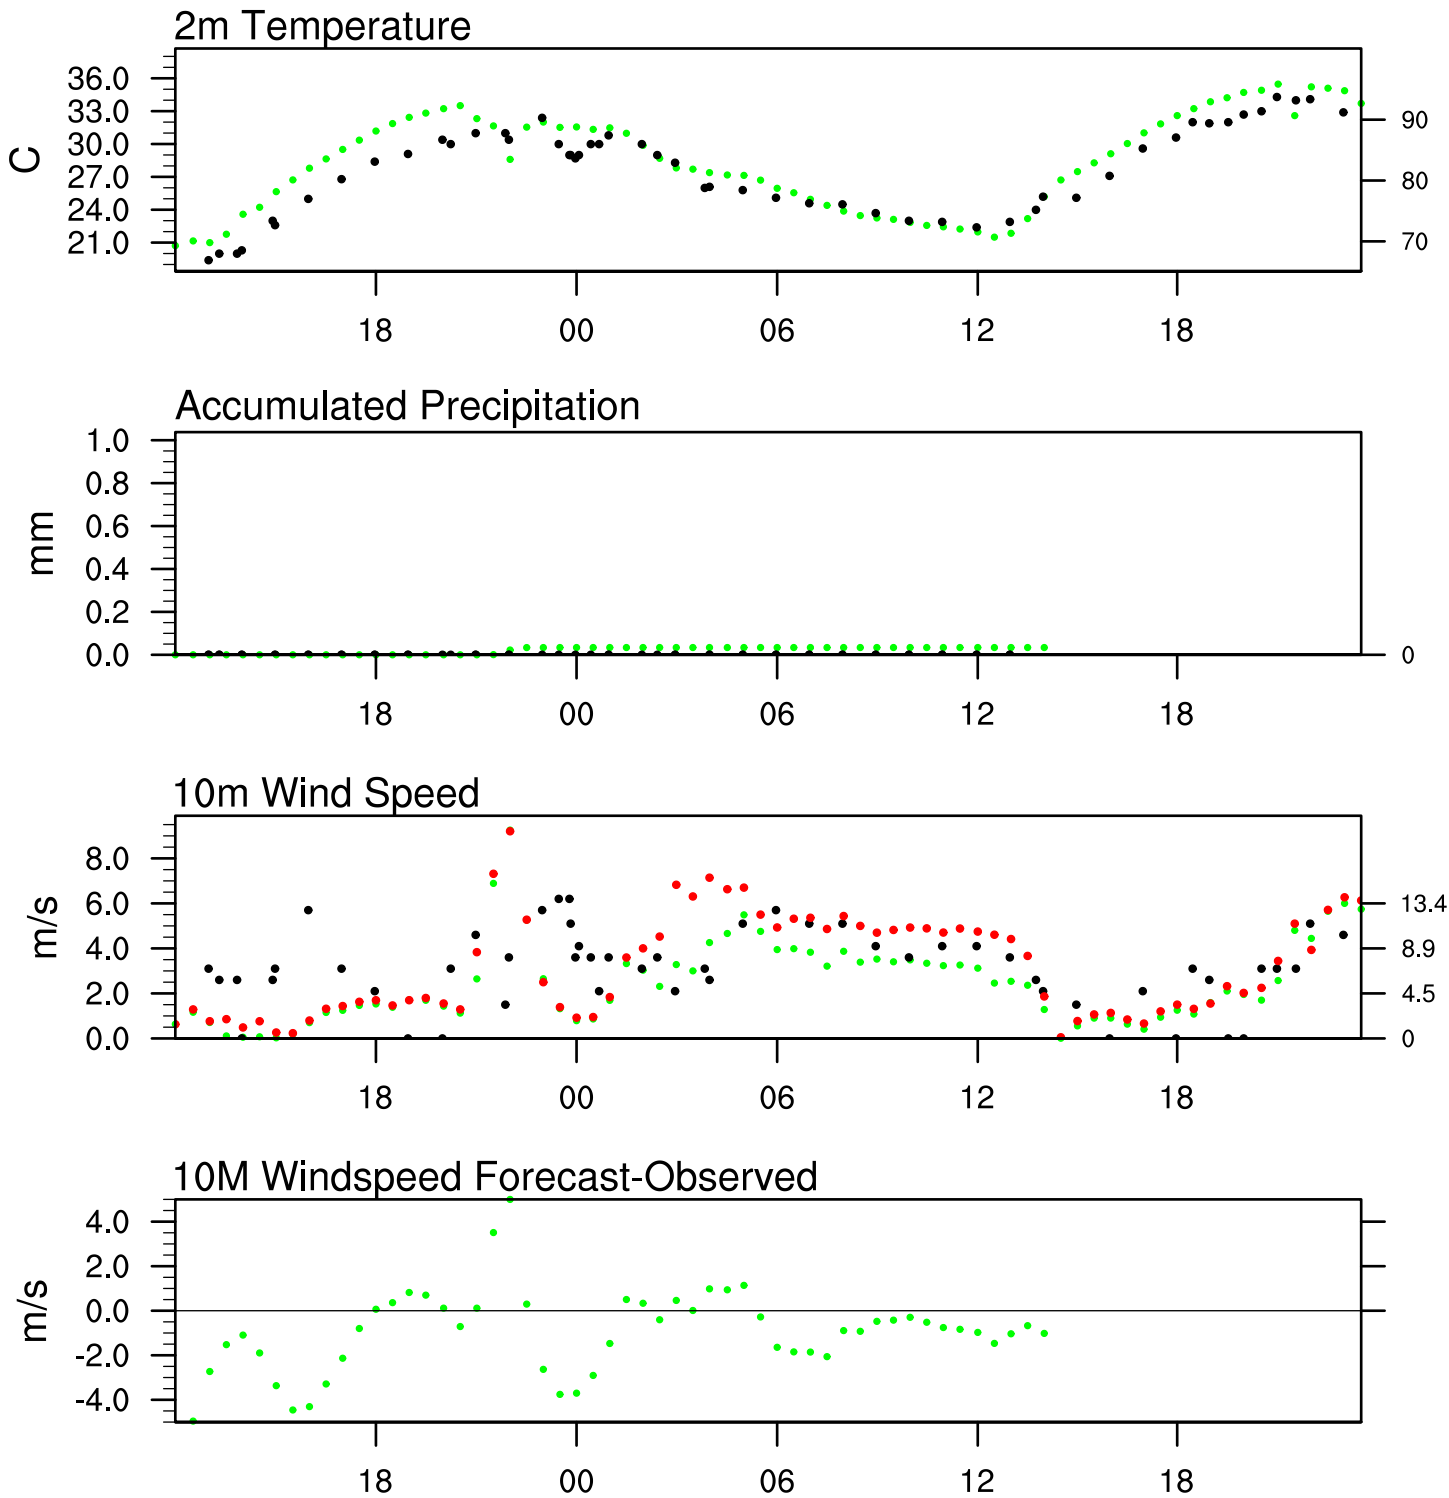 2m Temperature
36.0
33.0
30.0
27.0
24.0
21.0
C
90
80
70
18 00 06 12 18
Accumulated Precipitation
1.0
0.8
0.6
0.4
0.2
0.0
mm
0
18 00 06 12 18
10m Wind Speed
8.0
6.0
4.0
2.0
0.0
m/s
13.4
8.9
4.5
0
18 00 06 12 18
10M Windspeed Forecast-Observed
4.0
2.0
0.0
-2.0
-4.0
m/s
18 00 06 12 18